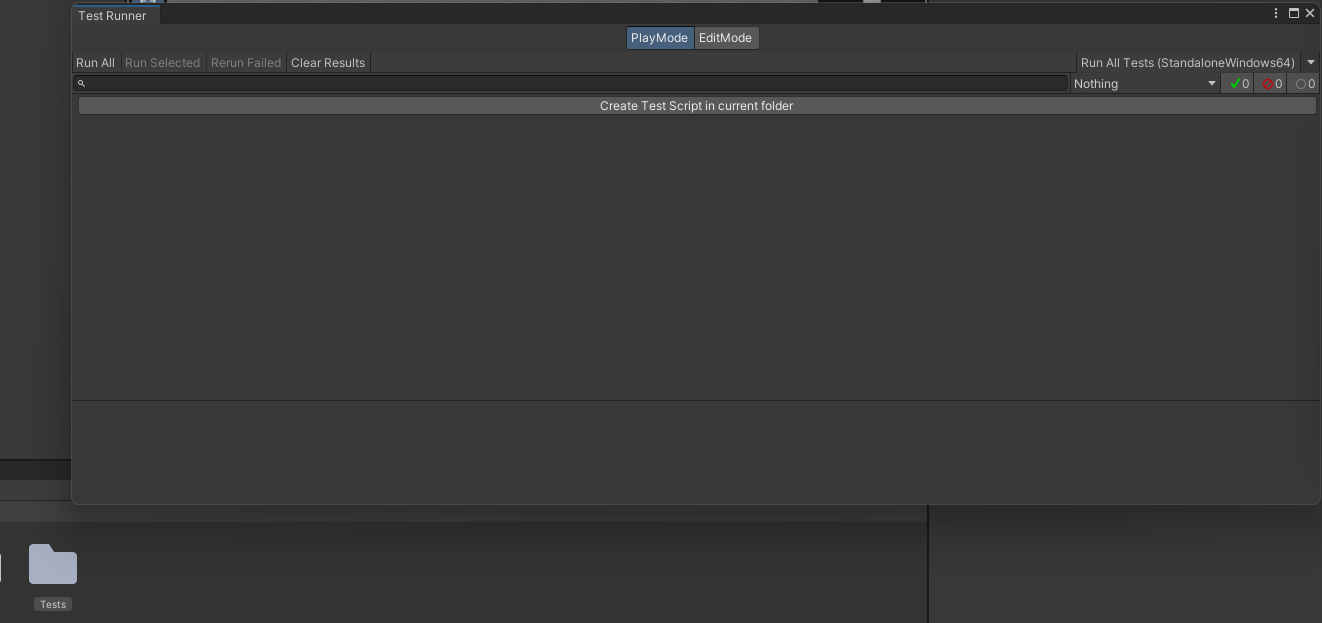 Test Runner
PlayMode EditMode
Run All Run Selected Rerun Failed Clear Results Run All Tests (StandaloneWindows64)
Nothing 0 0 0
Create Test Script in current folder
Tests